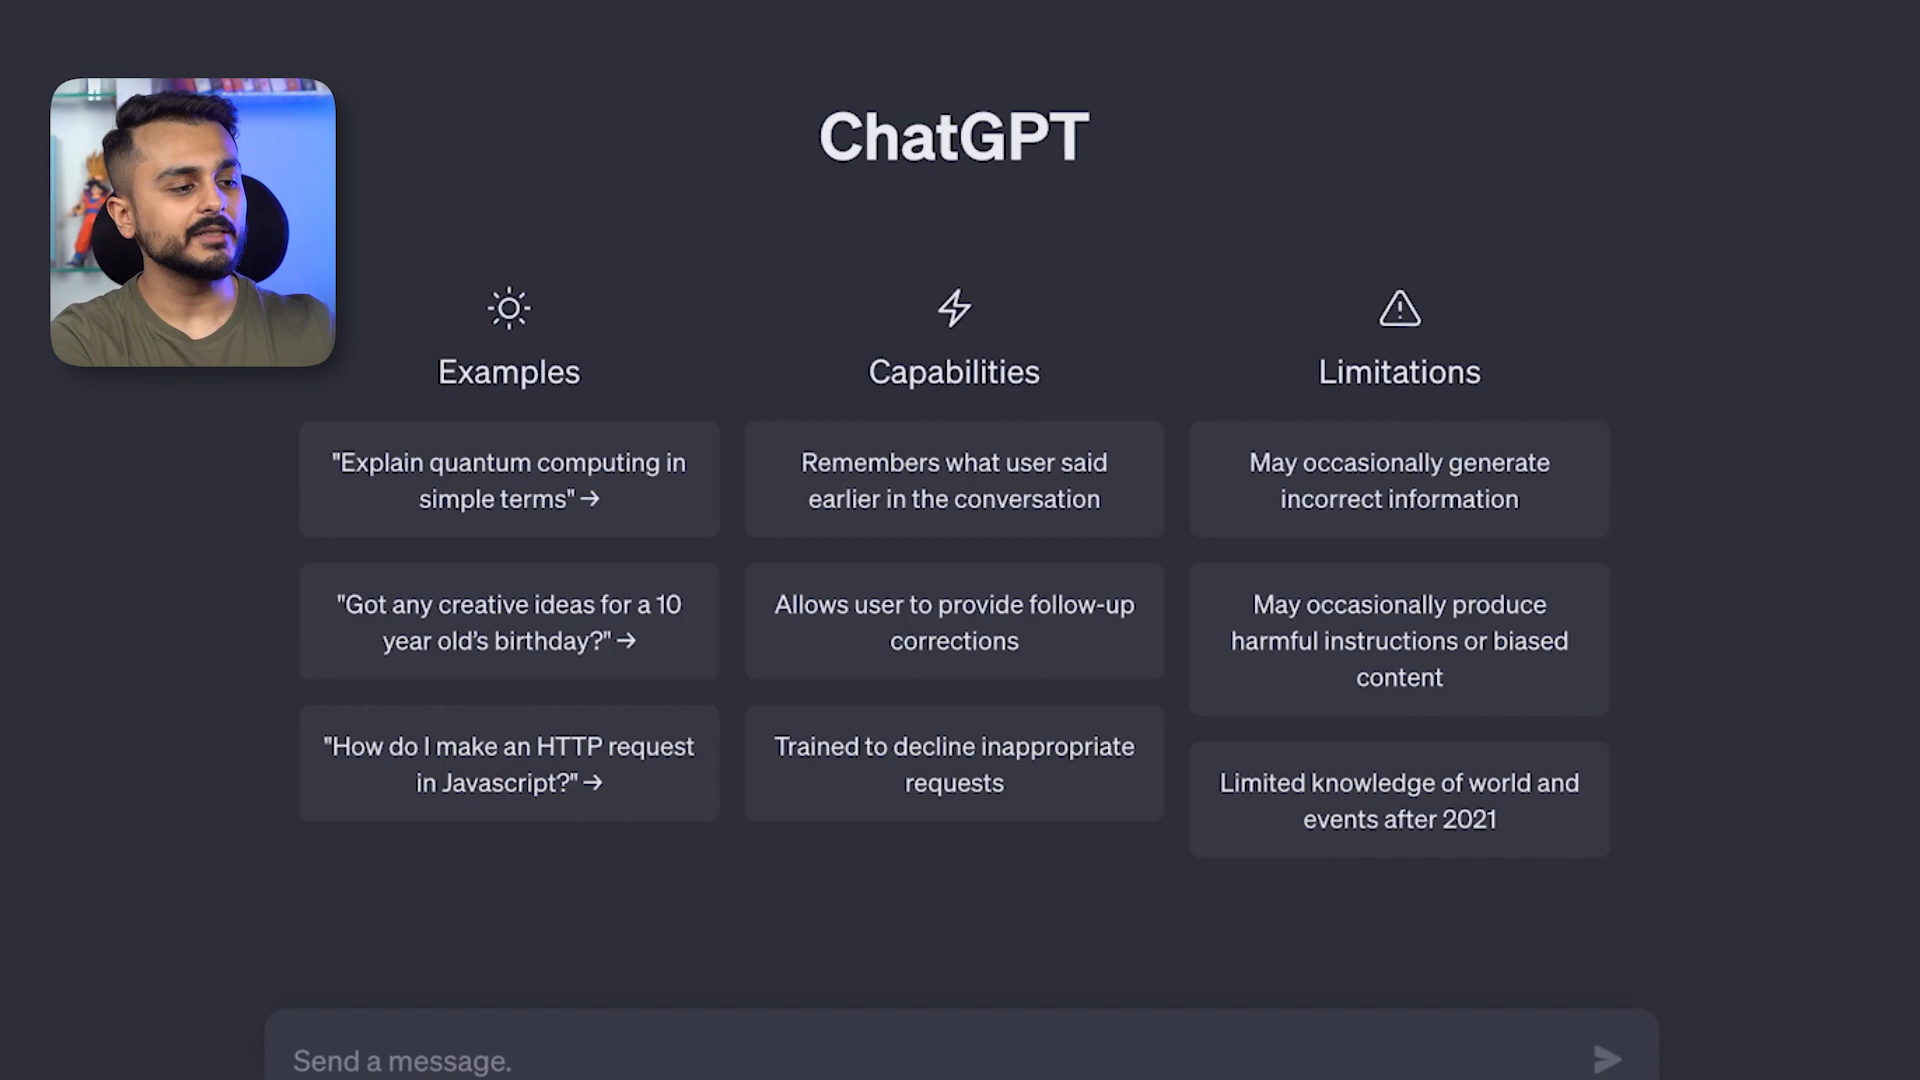 ChatGPT
Examples
"Explain quantum computing in
simple terms" →
"Got any creative ideas for a 10
year old’s birthday?" →
"How do I make an HTTP request
in Javascript?" →
Capabilities
Remembers what user said
earlier in the conversation
Allows user to provide follow-up
corrections
Trained to decline inappropriate
requests
Limitations
May occasionally generate
incorrect information
May occasionally produce
harmful instructions or biased
content
Limited knowledge of world and
events after 2021
Send a message.